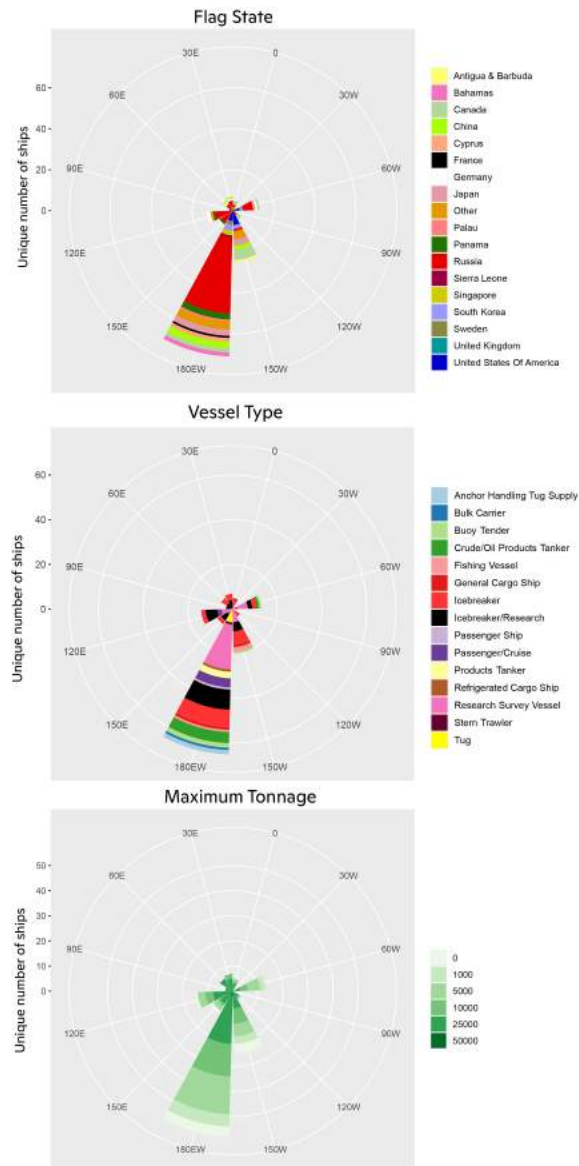 Flag State
30E
0
30W
60E
60W
90E
90W
120E
120W
150E
150W
180EW
60
40
20
0
Unique number of ships
Antigua & Barbuda
Bahamas
Canada
China
Cyprus
France
Germany
Japan
Other
Palau
Panama
Russia
Sierra Leone
Singapore
South Korea
Sweden
United Kingdom
United States Of America
Vessel Type
30E
0
30W
60E
60W
90E
90W
120E
120W
150E
150W
180EW
60
40
20
0
Unique number of ships
Anchor Handling Tug Supply
Bulk Carrier
Buoy Tender
Crude/Oil Products Tanker
Fishing Vessel
General Cargo Ship
Icebreaker
Icebreaker/Research
Passenger Ship
Passenger/Cruise
Products Tanker
Refrigerated Cargo Ship
Research Survey Vessel
Stern Trawler
Tug
Maximum Tonnage
30E
0
30W
60E
60W
90E
90W
120E
120W
150E
150W
180EW
50
40
30
20
10
0
Unique number of ships
0
1000
5000
10000
25000
50000